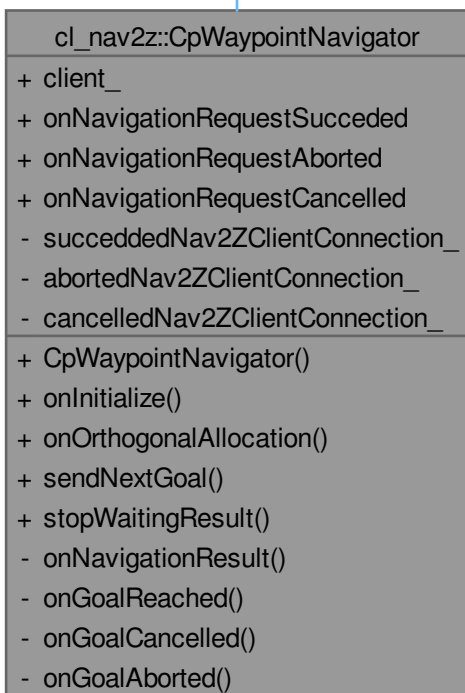 cl_nav2z::CpWaypointNavigator
+ client_
+ onNavigationRequestSucceded
+ onNavigationRequestAborted
+ onNavigationRequestCancelled
- succeddedNav2ZClientConnection_
- abortedNav2ZClientConnection_
- cancelledNav2ZClientConnection_
+ CpWaypointNavigator()
+ onInitialize()
+ onOrthogonalAllocation()
+ sendNextGoal()
+ stopWaitingResult()
- onNavigationResult()
- onGoalReached()
- onGoalCancelled()
- onGoalAborted()